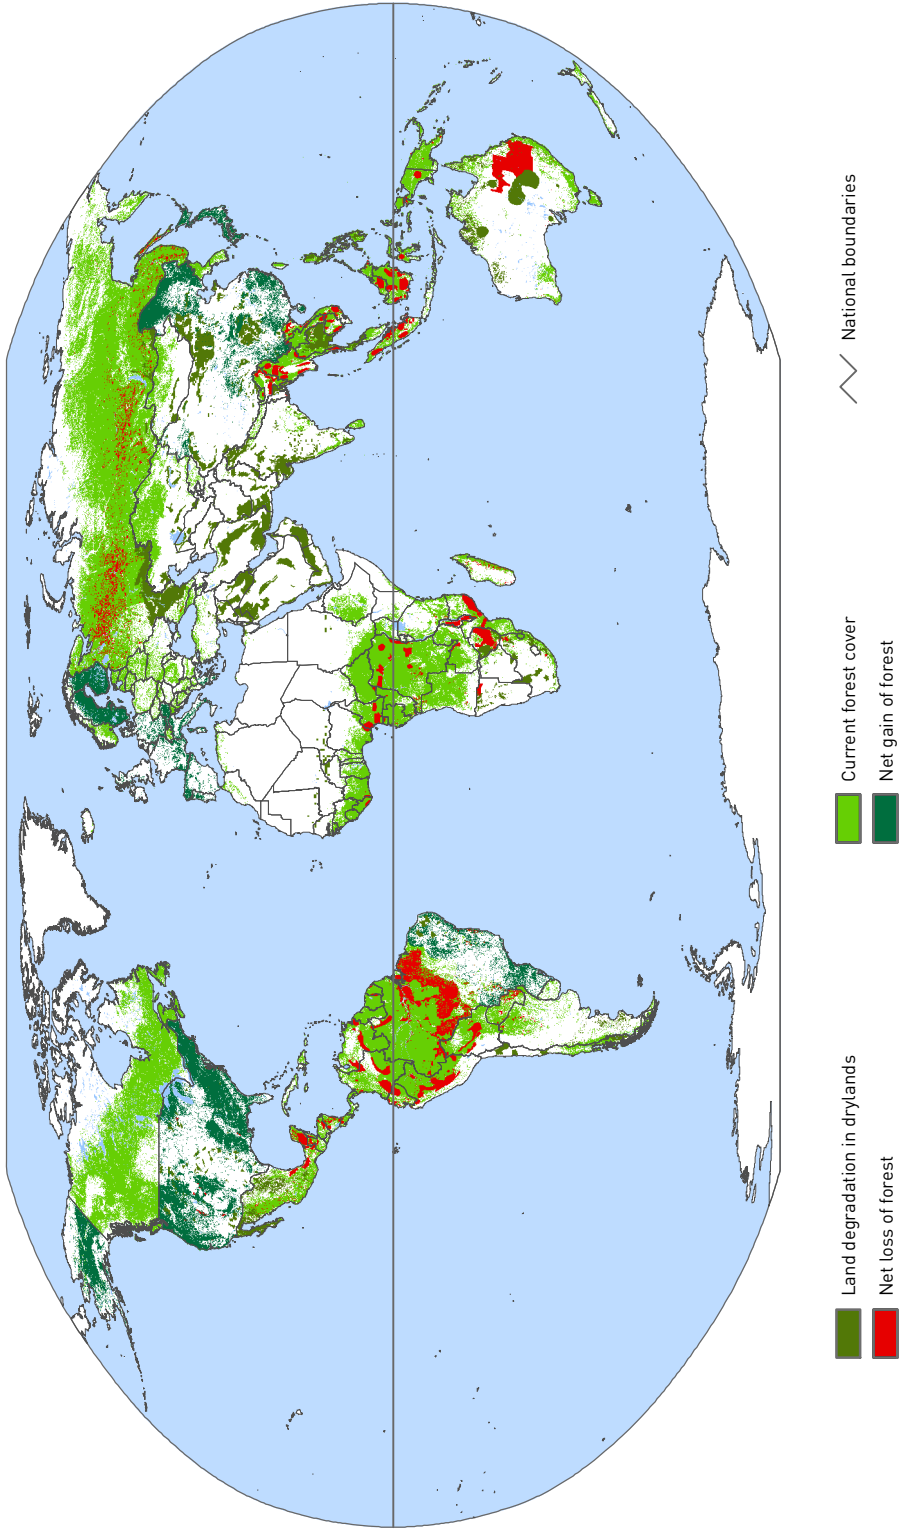 Land degradation in drylands
Current forest cover
National boundaries
Net loss of forest
Net gain of forest